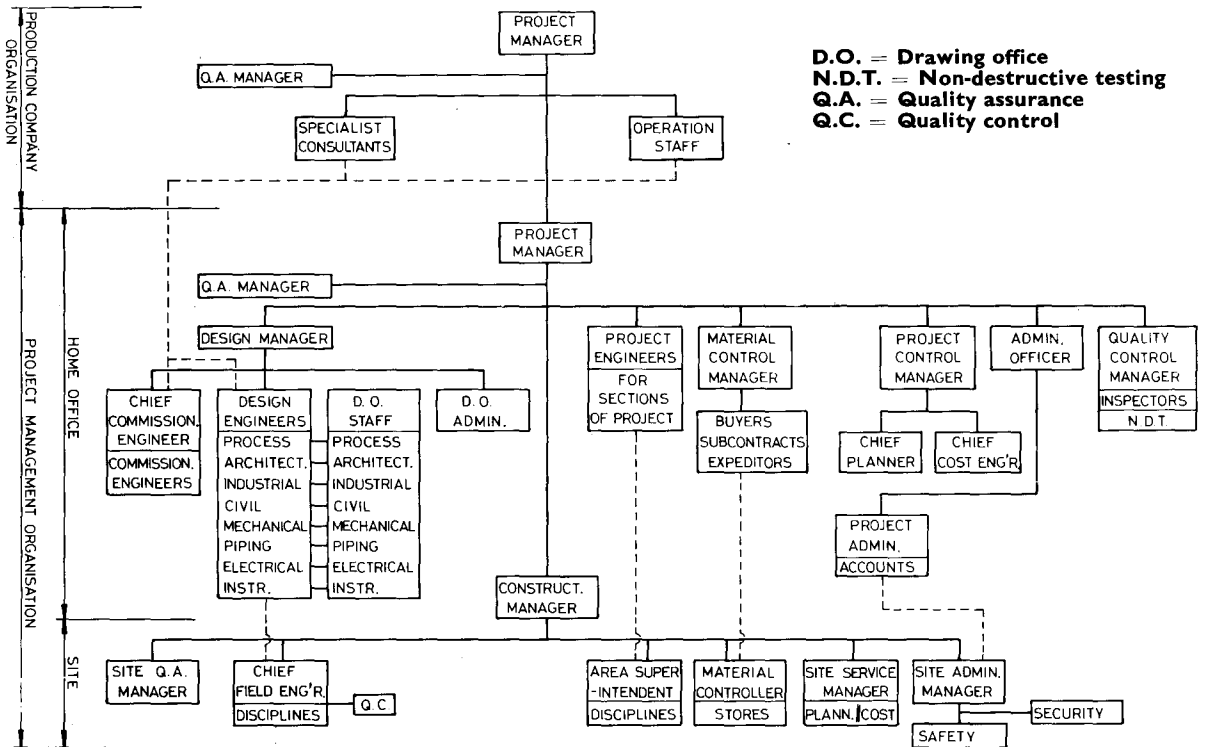 PRODUCTION COMPANY
ORGANISATION
PROJECT
MANAGER
Q.A. MANAGER
D.O. = Drawing office
N.D.T. = Non-destructive testing
Q.A. = Quality assurance
Q.C. = Quality control
SPECIALIST
CONSULTANTS
OPERATION
STAFF
PROJECT MANAGEMENT ORGANISATION
HOME OFFICE
PROJECT
MANAGER
Q.A. MANAGER
DESIGN MANAGER
PROJECT
ENGINEERS
FOR
SECTIONS
OF PROJECT
MATERIAL
CONTROL
MANAGER
PROJECT
CONTROL
MANAGER
ADMIN.
OFFICER
QUALITY
CONTROL
MANAGER
INSPECTORS
N.D.T.
CHIEF
COMMISSION.
ENGINEER
COMMISSION.
ENGINEERS
DESIGN
ENGINEERS
PROCESS
ARCHITECT.
INDUSTRIAL
CIVIL
MECHANICAL
PIPING
ELECTRICAL
INSTR.
D. O.
STAFF
PROCESS
ARCHITECT.
INDUSTRIAL
CIVIL
MECHANICAL
PIPING
ELECTRICAL
INSTR.
D. O.
ADMIN.
BUYERS
SUBCONTRACTS
EXPEDITORS
CHIEF
PLANNER
CHIEF
COST ENG'R.
PROJECT
ADMIN.
ACCOUNTS
CONSTRUCT.
MANAGER
SITE
SITE Q.A.
MANAGER
CHIEF
FIELD ENG'R.
DISCIPLINES
Q.C
AREA SUPER
-INTENDENT
DISCIPLINES
MATERIAL
CONTROLLER
STORES
SITE SERVICE
MANAGER
PLANN./COST
SITE ADMIN.
MANAGER
SECURITY
SAFETY